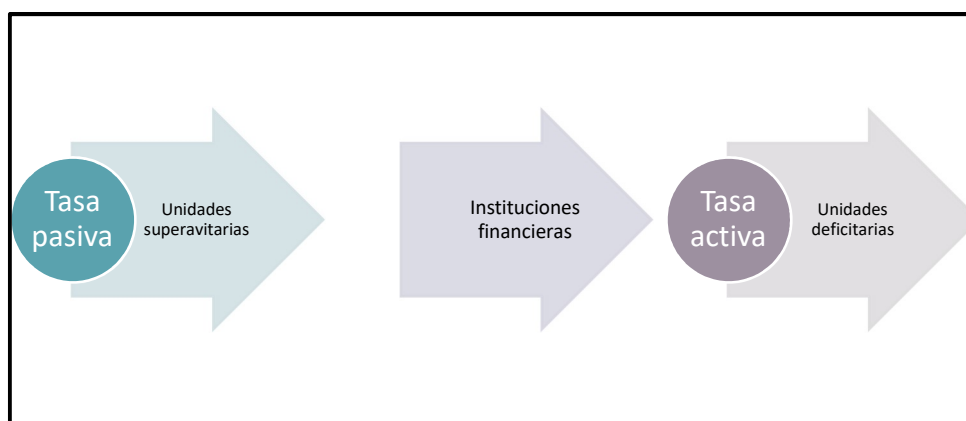 Tasa
pasiva
Unidades
superavitarias
Instituciones
financieras
Tasa
activa
Unidades
deficitarias